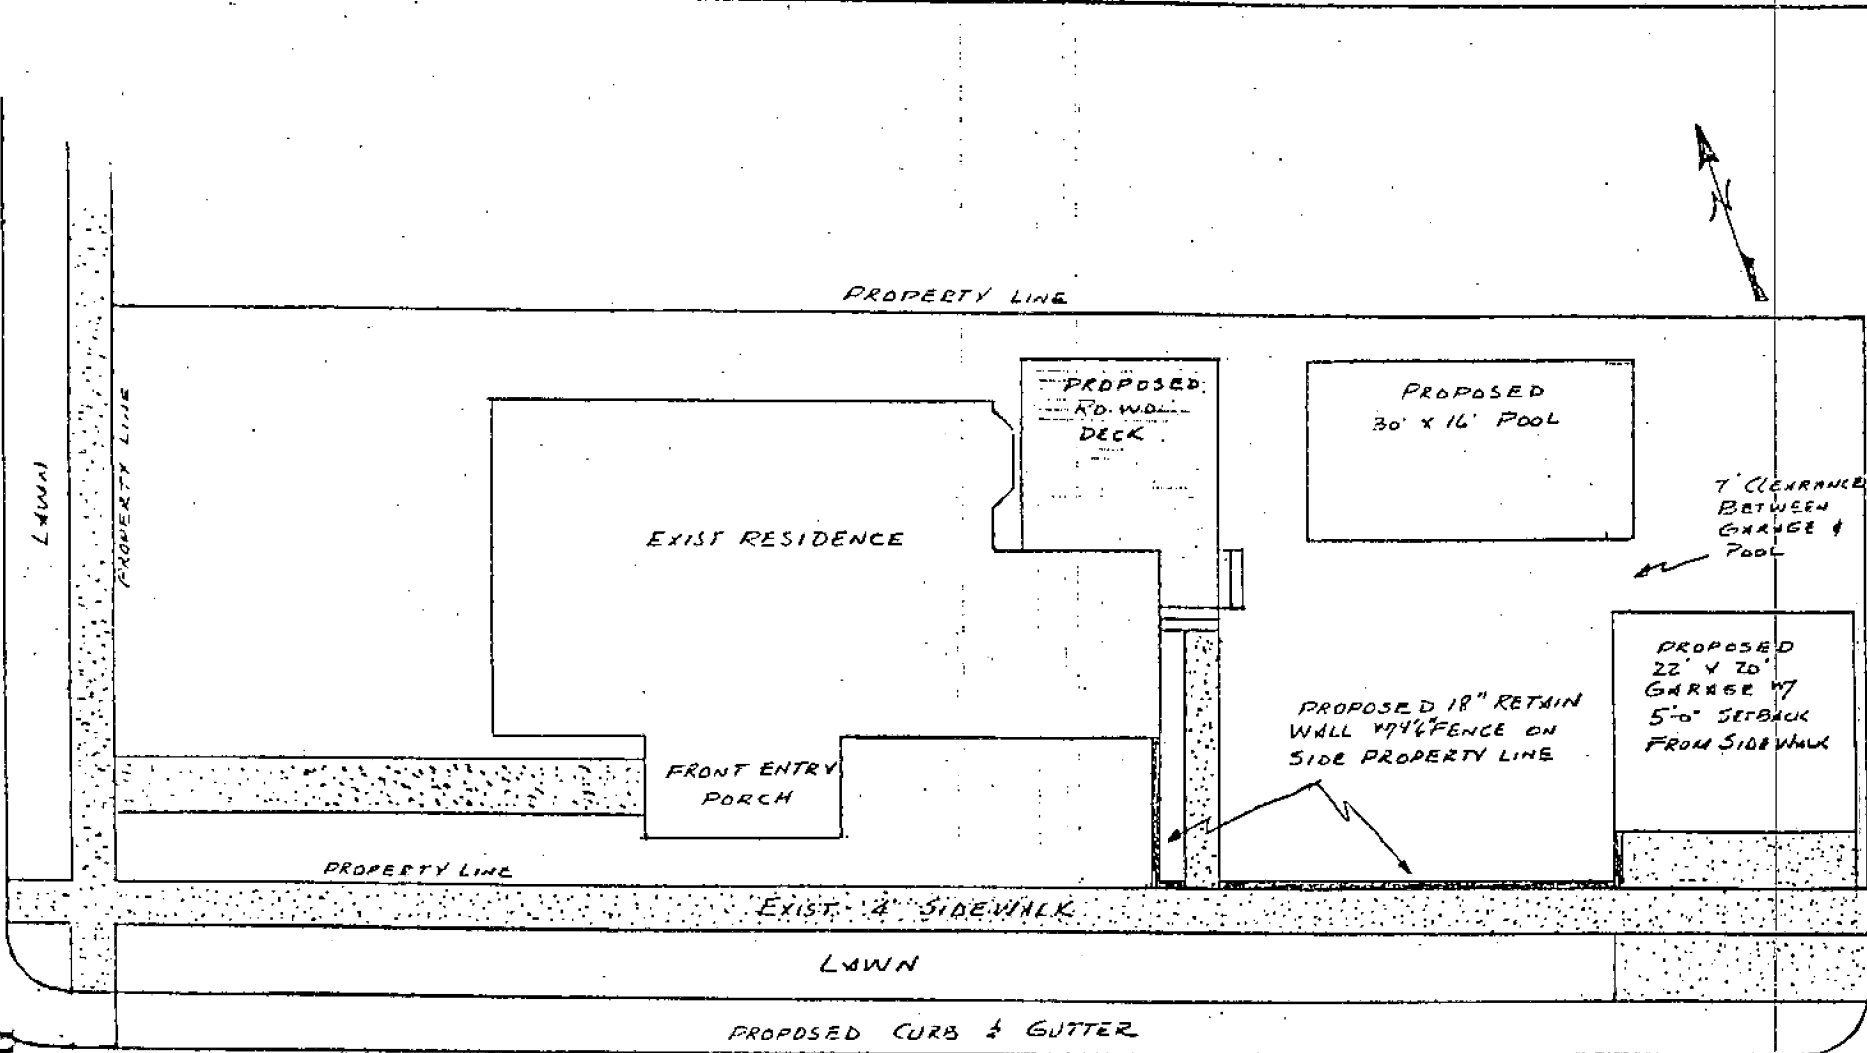 N
PROPERTY LINE
PROPOSED
RD. WD.
DECK
PROPOSED
30' X 16' POOL
LAWN
PROPERTY LINE
EXIST RESIDENCE
7' CLEARANCE
BETWEEN
GARAGE &
POOL
PROPOSED
22' X 20'
GARAGE W/
5'-0" SETBACK
FROM SIDEWALK
PROPOSED 18" RETAIN
WALL W/4'6" FENCE ON
SIDE PROPERTY LINE
FRONT ENTRY
PORCH
PROPERTY LINE
EXIST 4' SIDEWALK
LAWN
PROPOSED CURB & GUTTER